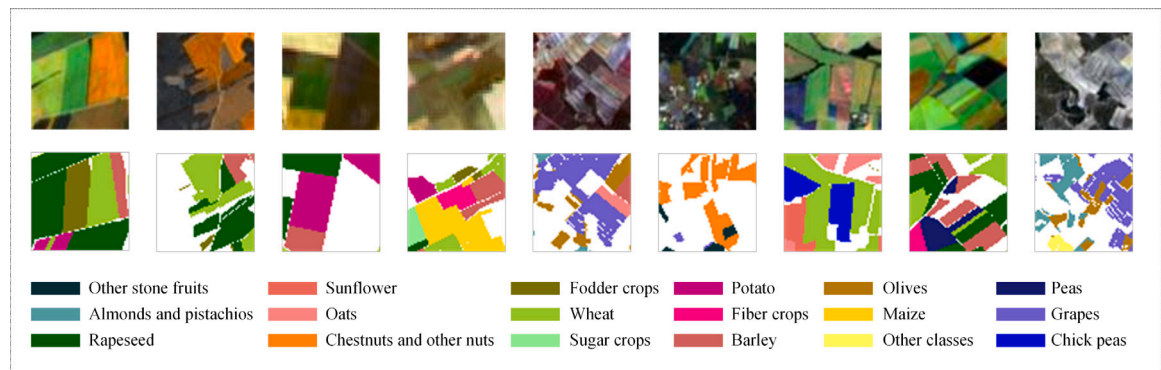 Other stone fruits Sunflower Fodder crops Potato Olives Peas
Almonds and pistachios Oats Wheat Fiber crops Maize Grapes
Rapeseed Chestnuts and other nuts Sugar crops Barley Other classes Chick peas